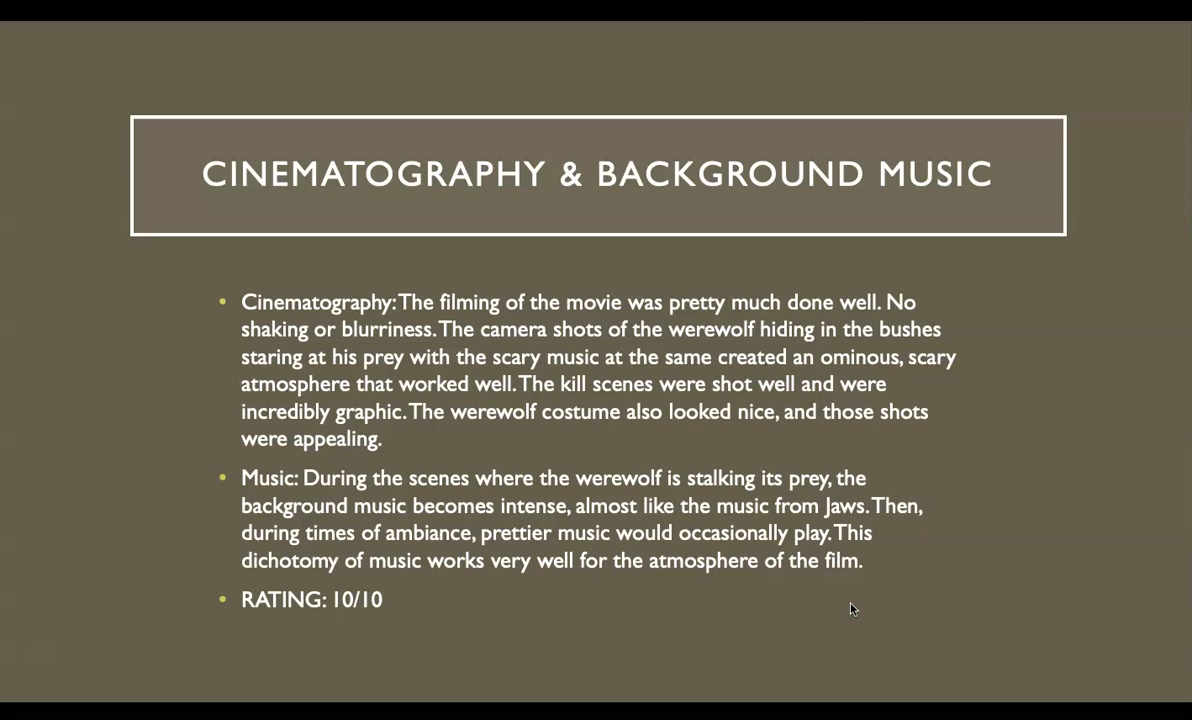 CINEMATOGRAPHY & BACKGROUND MUSIC
• Cinematography: The filming of the movie was pretty much done well. No
shaking or blurriness. The camera shots of the werewolf hiding in the bushes
staring at his prey with the scary music at the same created an ominous, scary
atmosphere that worked well. The kill scenes were shot well and were
incredibly graphic. The werewolf costume also looked nice, and those shots
were appealing.
• Music: During the scenes where the werewolf is stalking its prey, the
background music becomes intense, almost like the music from Jaws. Then,
during times of ambiance, prettier music would occasionally play. This
dichotomy of music works very well for the atmosphere of the film.
• RATING: 10/10